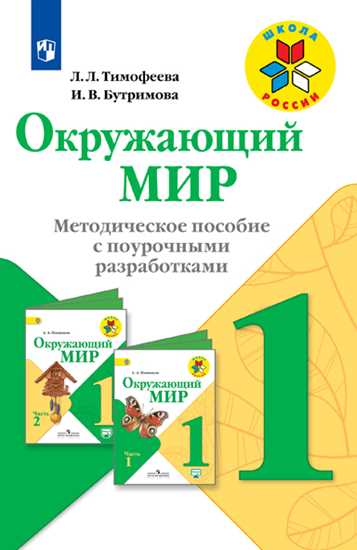 Л. Л. Тимофеева
И. В. Бутримова
ШКОЛА
РОССИИ
Окружающий
МИР
Методическое пособие
с поурочными
разработками
1
Окружающий
МИР
1
Часть
2
Окружающий
МИР
1
Часть
1